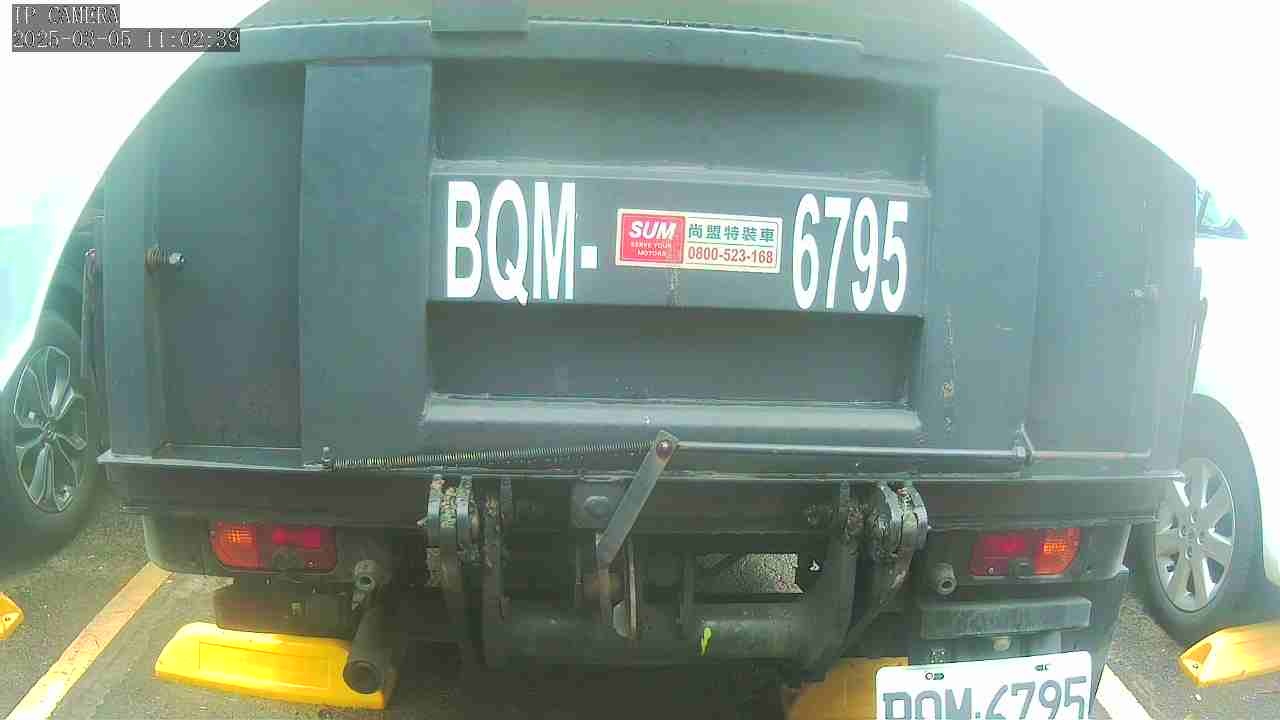 IP CAMERA
2025-03-05 11:02:39
BQM-
SUM
SERVE YOUR
MOTORS
尚盟特裝車
0800-523-168
6795
BQM·6795